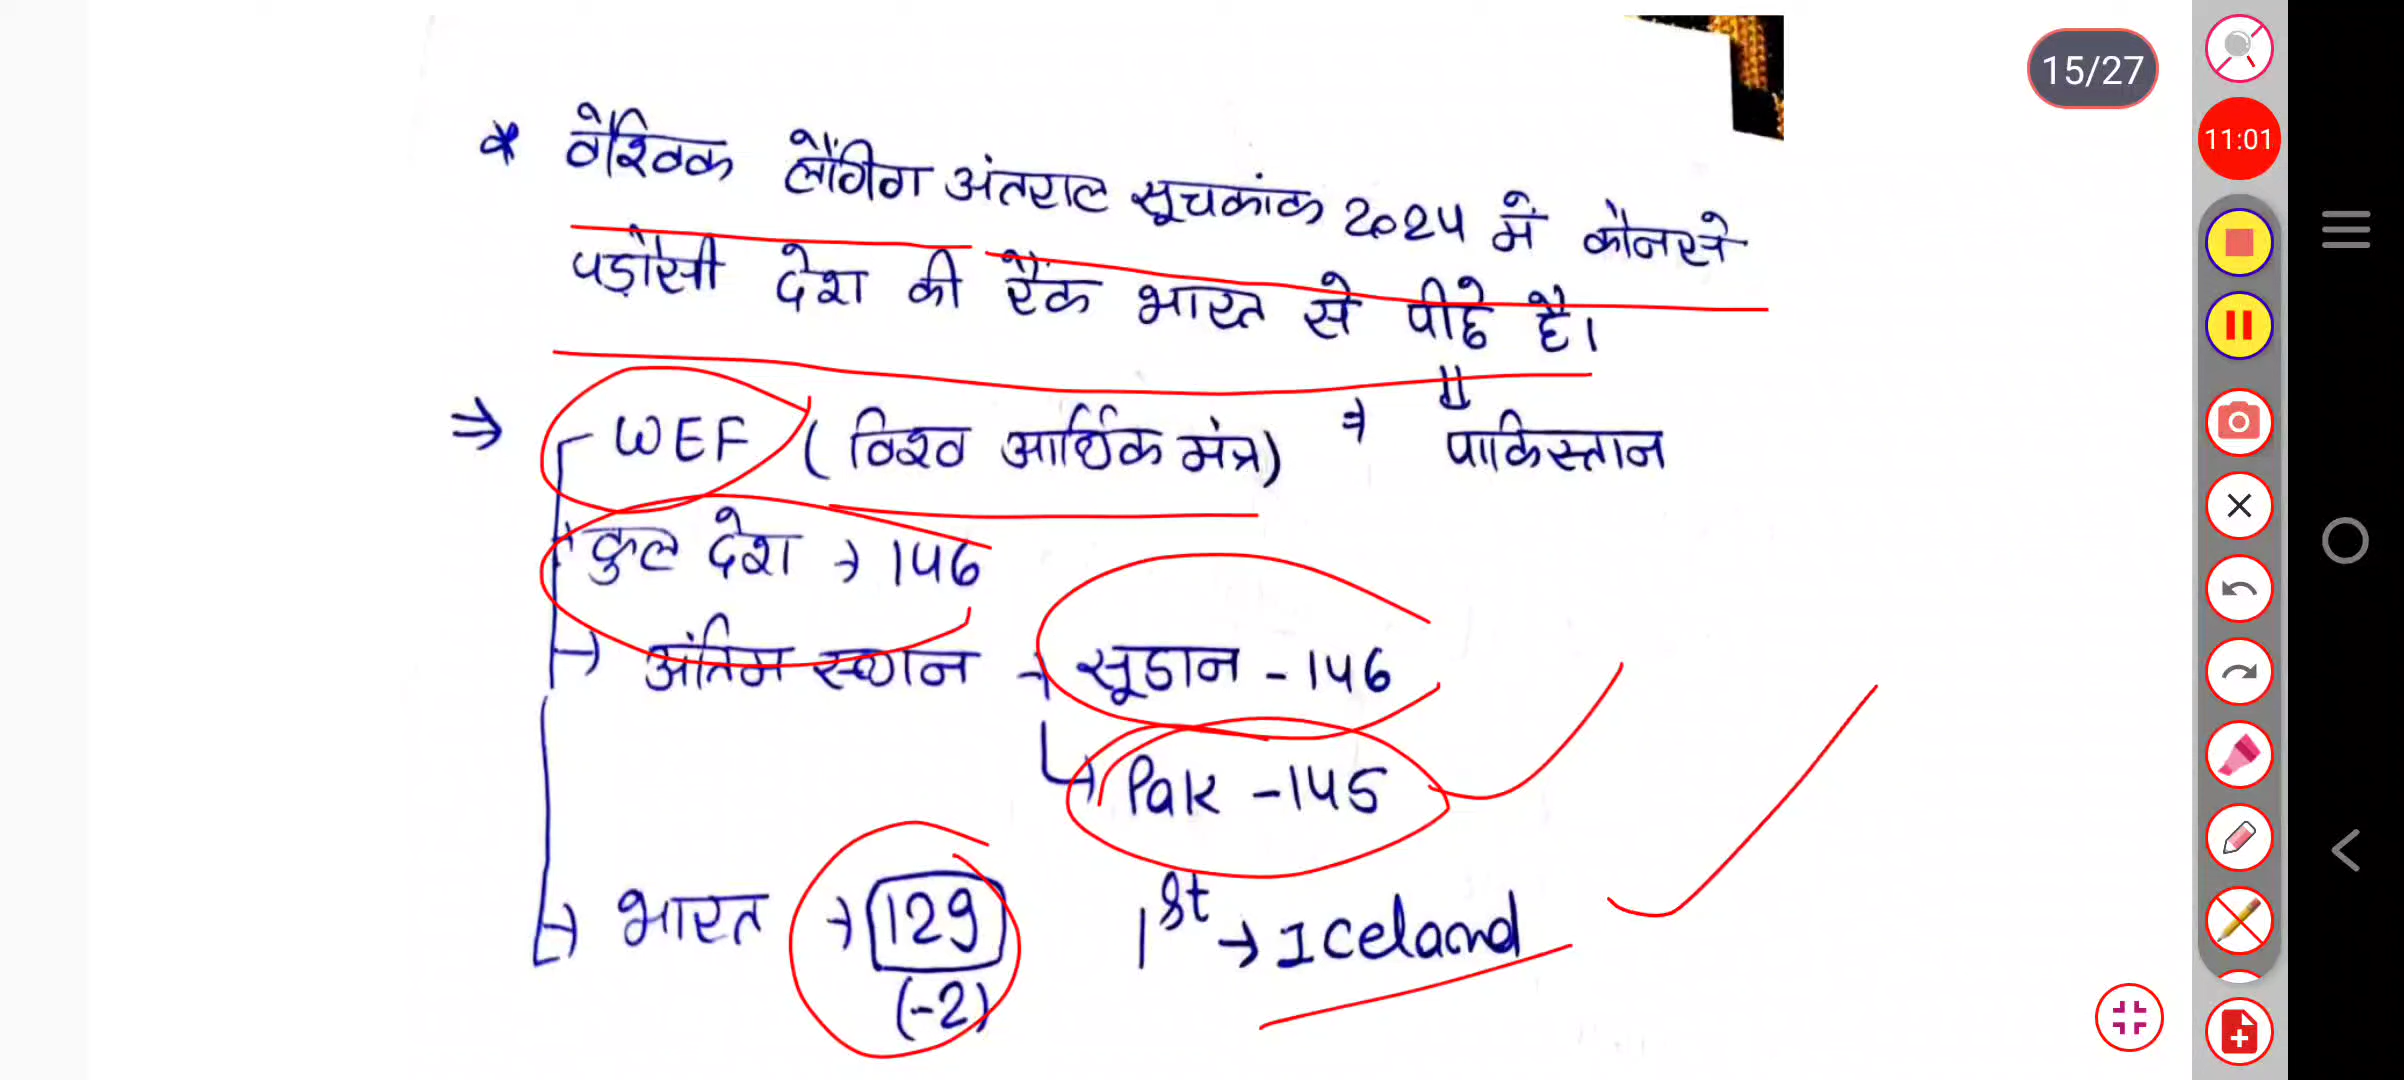 15/27
11:01
* वैश्विक लैंगिग अंतराल सूचकांक 2024 में कौनसे
पड़ौसी देश की रैंक भारत से पीछे है।
⇒ WEF (विश्व आर्थिक मंत्र) ⇒ पाकिस्तान
कुल देश → 146
→ अंतिम स्थान → सूडान - 146
↳ Pak - 145
→ भारत → 129 1st → Iceland
(-2)